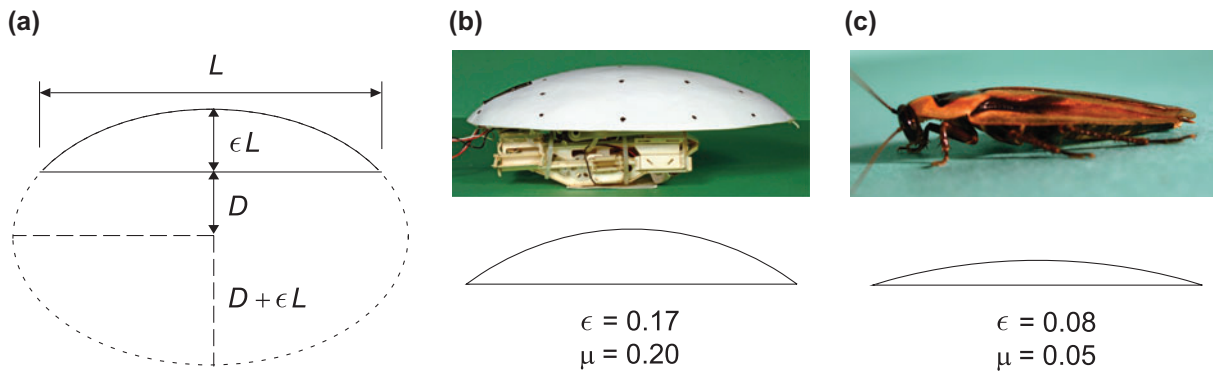 (a)
L
ϵL
D
D + ϵL
(b)
ϵ = 0.17
μ = 0.20
(c)
ϵ = 0.08
μ = 0.05